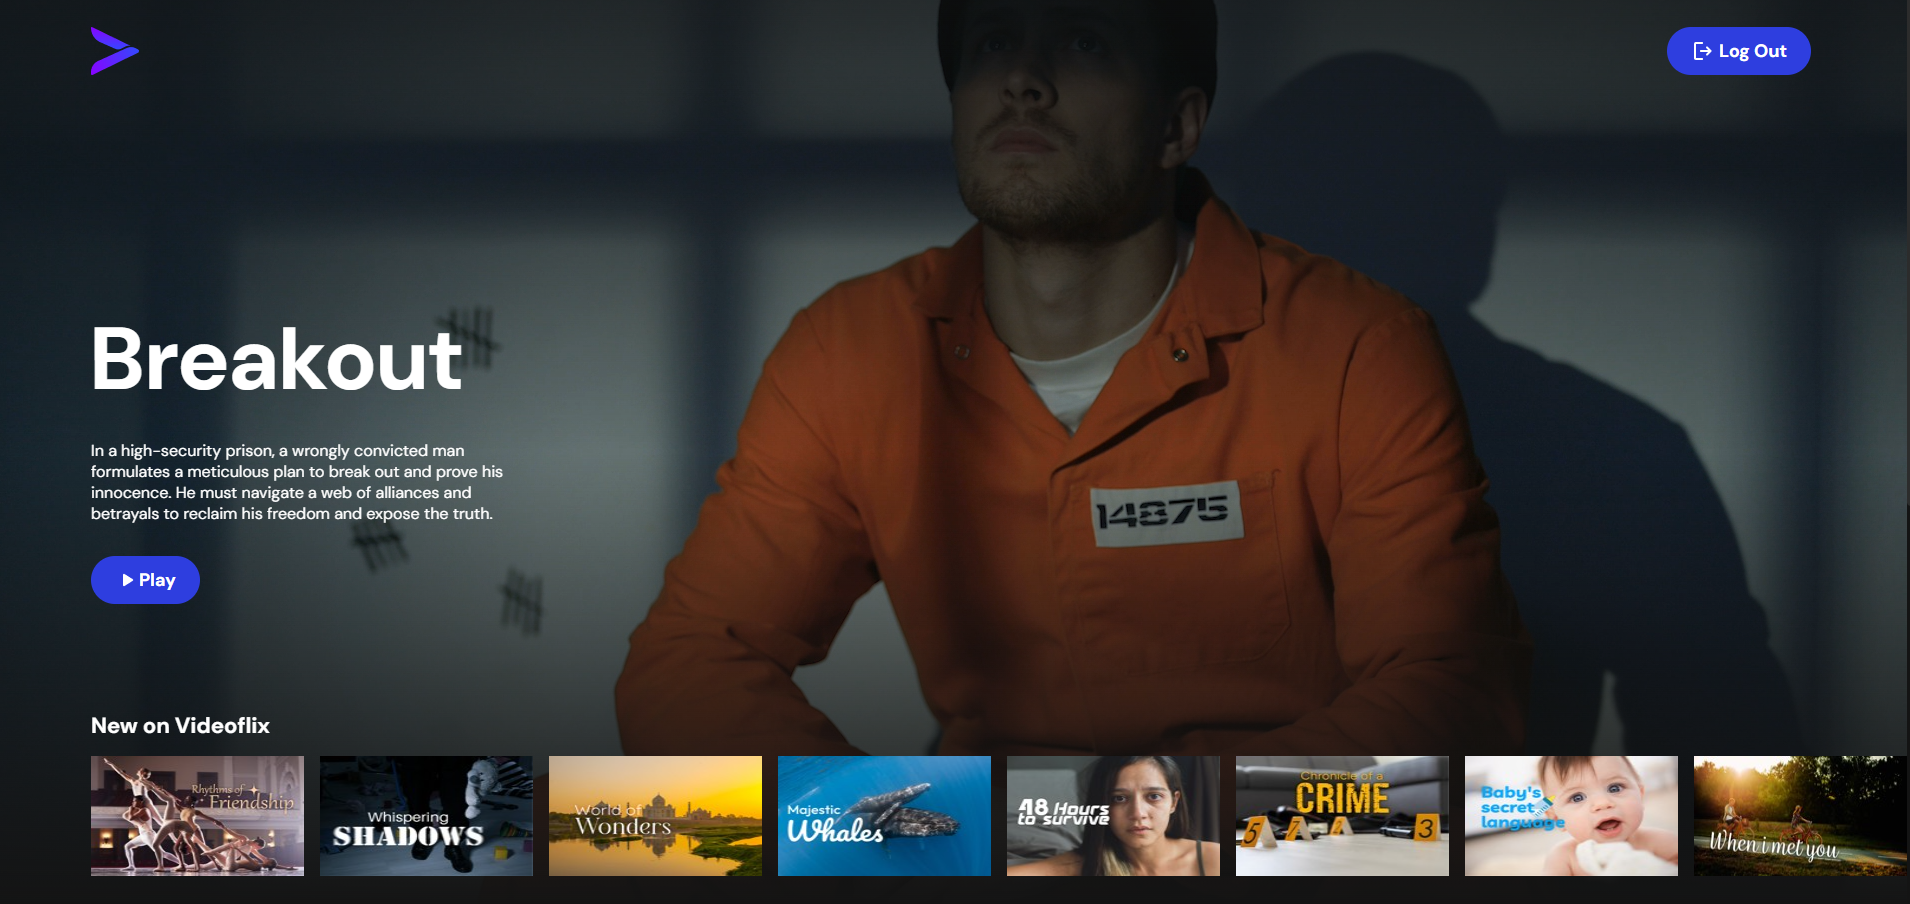 Log Out
Breakout
In a high-security prison, a wrongly convicted man
formulates a meticulous plan to break out and prove his
innocence. He must navigate a web of alliances and
betrayals to reclaim his freedom and expose the truth.
14875
Play
New on Videoflix
Rhythms of
Friendship
Whispering
SHADOWS
World of
Wonders
Majestic
Whales
48 Hours
to survive
Chronicle of a
CRIME
5
7
3
Baby's
secret
language
When i met you